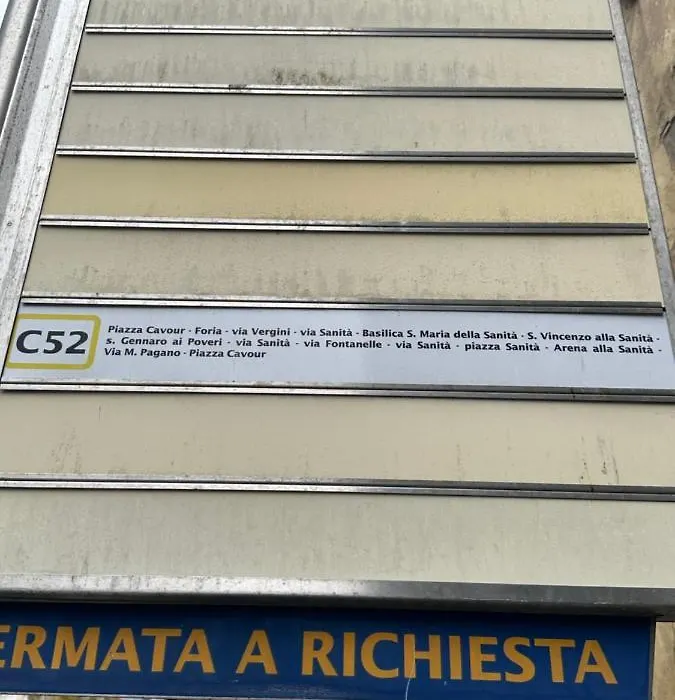 C52
Piazza Cavour - Foria - via Vergini - via Sanità - Basilica S. Maria della Sanità - S. Vincenzo alla Sanità -
s. Gennaro ai Poveri - via Sanità - via Fontanelle - via Sanità - piazza Sanità - Arena alla Sanità -
Via M. Pagano - Piazza Cavour
ERMATA A RICHIESTA